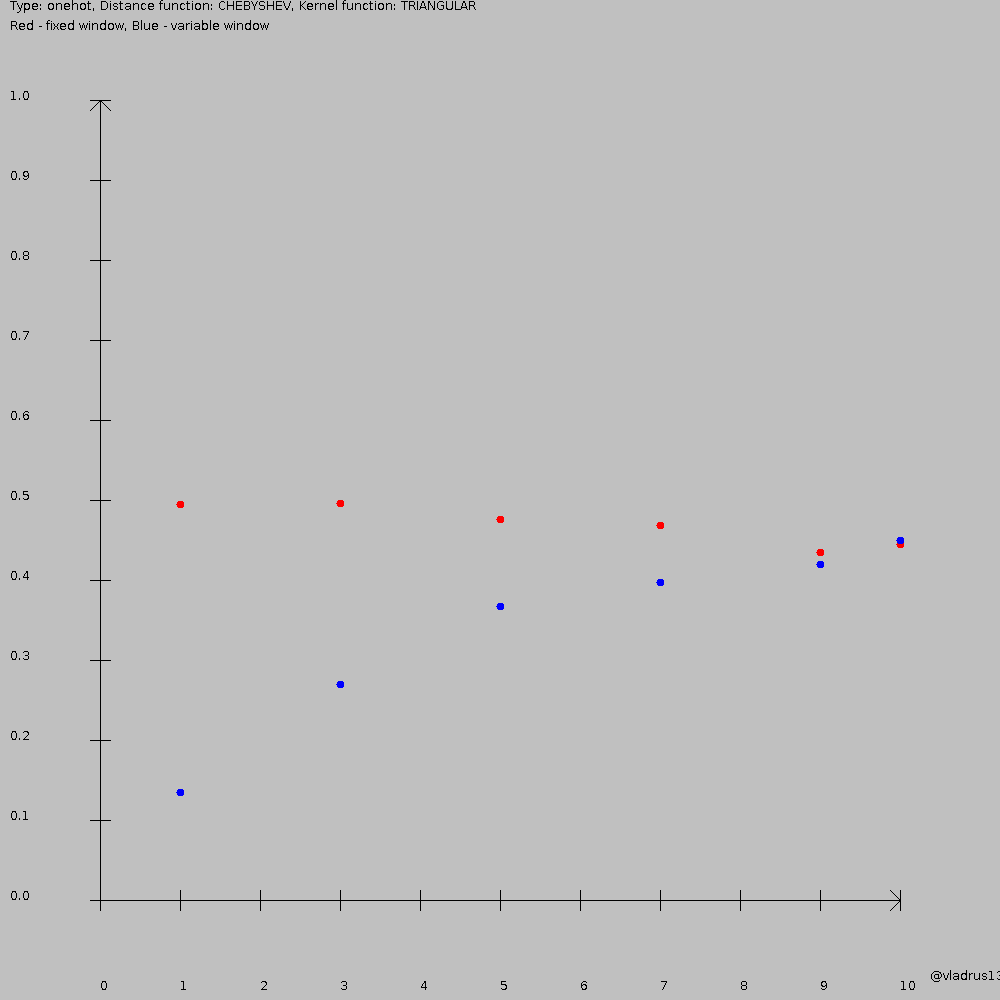 Type: onehot, Distance function: CHEBYSHEV, Kernel function: TRIANGULAR
Red - fixed window, Blue - variable window
1.0
0.9
0.8
0.7
0.6
0.5
0.4
0.3
0.2
0.1
0.0
0 1 2 3 4 5 6 7 8 9 10
@vladrus13